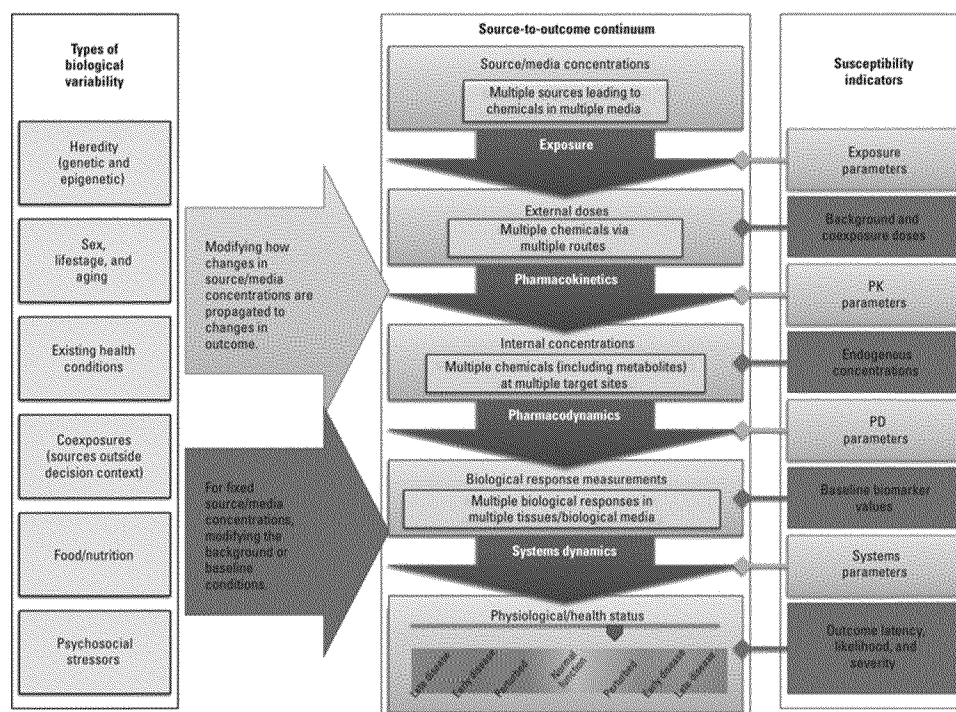 Types of
biological
variability
Heredity
(genetic and
epigenetic)
Sex,
lifestage, and
aging
Existing health
conditions
Coexposures
(sources outside
decision context)
Food/nutrition
Psychosocial
stressors
Modifying how
changes in
source/media
concentrations are
propagated to
changes in
outcome.
For fixed
source/media
concentrations,
modifying the
background or
baseline
conditions.
Source-to-outcome continuum
Source/media concentrations
Multiple sources leading to
chemicals in multiple media
Exposure
External doses
Multiple chemicals via
multiple routes
Pharmacokinetics
Internal concentrations
Multiple chemicals (including metabolites)
at multiple target sites
Pharmacodynamics
Biological response measurements
Multiple biological responses in
multiple tissues/biological media
Systems dynamics
Physiological/health status
Late disease
Early disease
Perturbed
Normal
function
Perturbed
Early disease
Late disease
Susceptibility
indicators
Exposure
parameters
Background and
coexposure doses
PK
parameters
Endogenous
concentrations
PD
parameters
Baseline biomarker
values
Systems
parameters
Outcome latency,
likelihood, and
severity